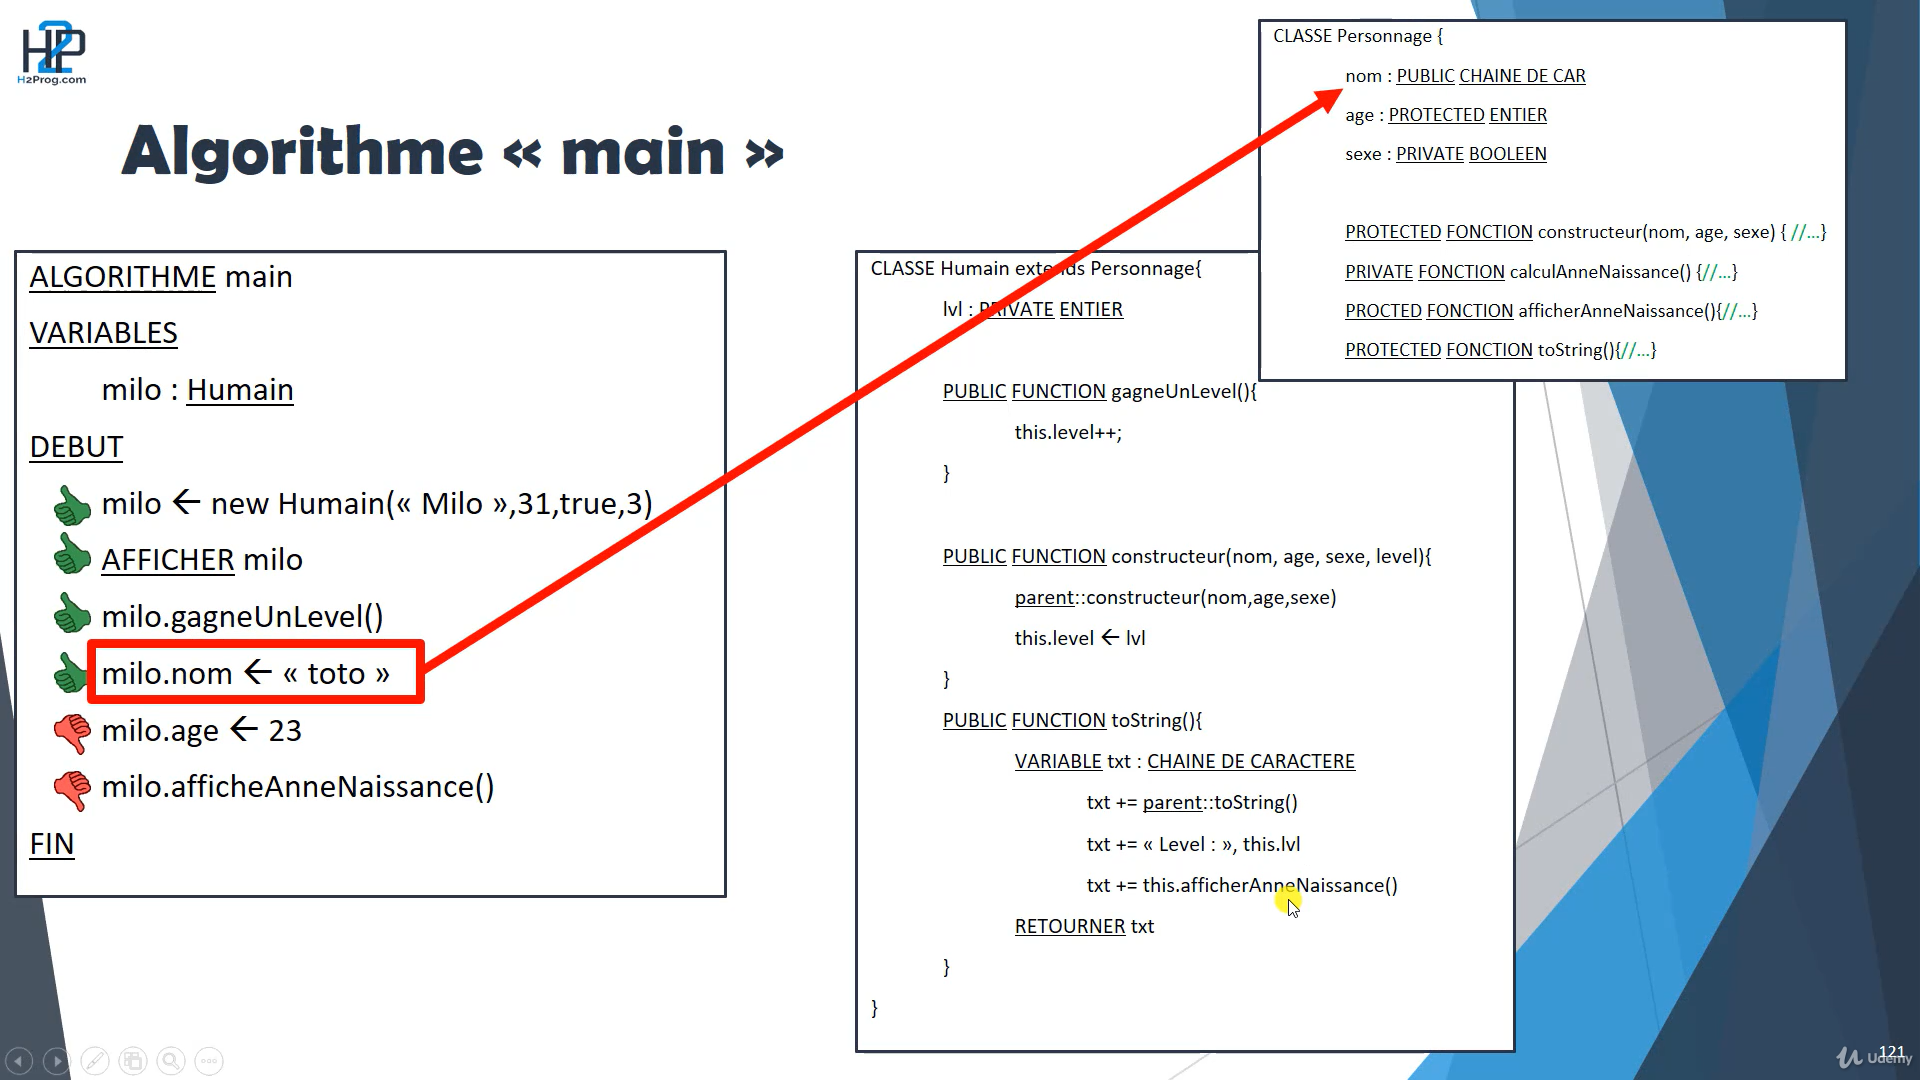 H2P
H2Prog.com
Algorithme « main »
ALGORITHME main
VARIABLES
milo : Humain
DEBUT
milo 🡨 new Humain(« Milo »,31,true,3)
AFFICHER milo
milo.gagneUnLevel()
milo.nom 🡨 « toto »
milo.age 🡨 23
milo.afficheAnneNaissance()
FIN
CLASSE Humain extends Personnage{
lvl : PRIVATE ENTIER
PUBLIC FUNCTION gagneUnLevel(){
this.level++;
}
PUBLIC FUNCTION constructeur(nom, age, sexe, level){
parent::constructeur(nom,age,sexe)
this.level 🡨 lvl
}
PUBLIC FUNCTION toString(){
VARIABLE txt : CHAINE DE CARACTERE
txt += parent::toString()
txt += « Level : », this.lvl
txt += this.afficherAnneNaissance()
RETOURNER txt
}
}
CLASSE Personnage {
nom : PUBLIC CHAINE DE CAR
age : PROTECTED ENTIER
sexe : PRIVATE BOOLEEN
PROTECTED FONCTION constructeur(nom, age, sexe) { //...}
PRIVATE FONCTION calculAnneNaissance() {//...}
PROCTED FONCTION afficherAnneNaissance(){//...}
PROTECTED FONCTION toString(){//...}
121
Udemy